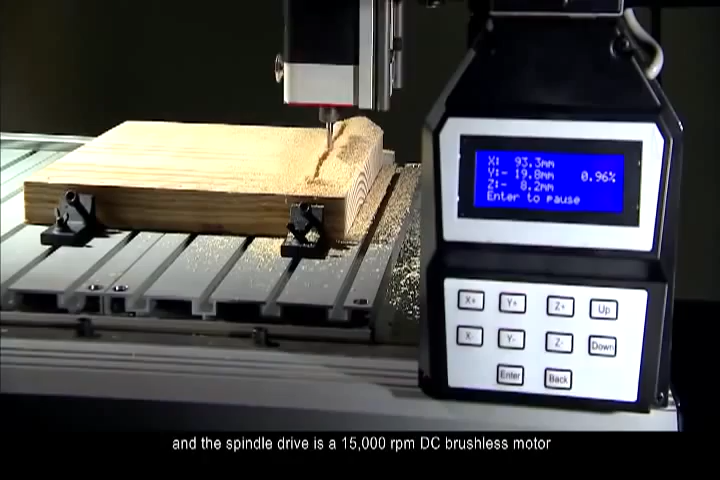 X:  93.3mm
Y:- 19.8mm  0.96%
Z:-  8.2mm
Enter to pause
X+ Y+ Z+ Up
X- Y- Z- Down
Enter Back
and the spindle drive is a 15,000 rpm DC brushless motor